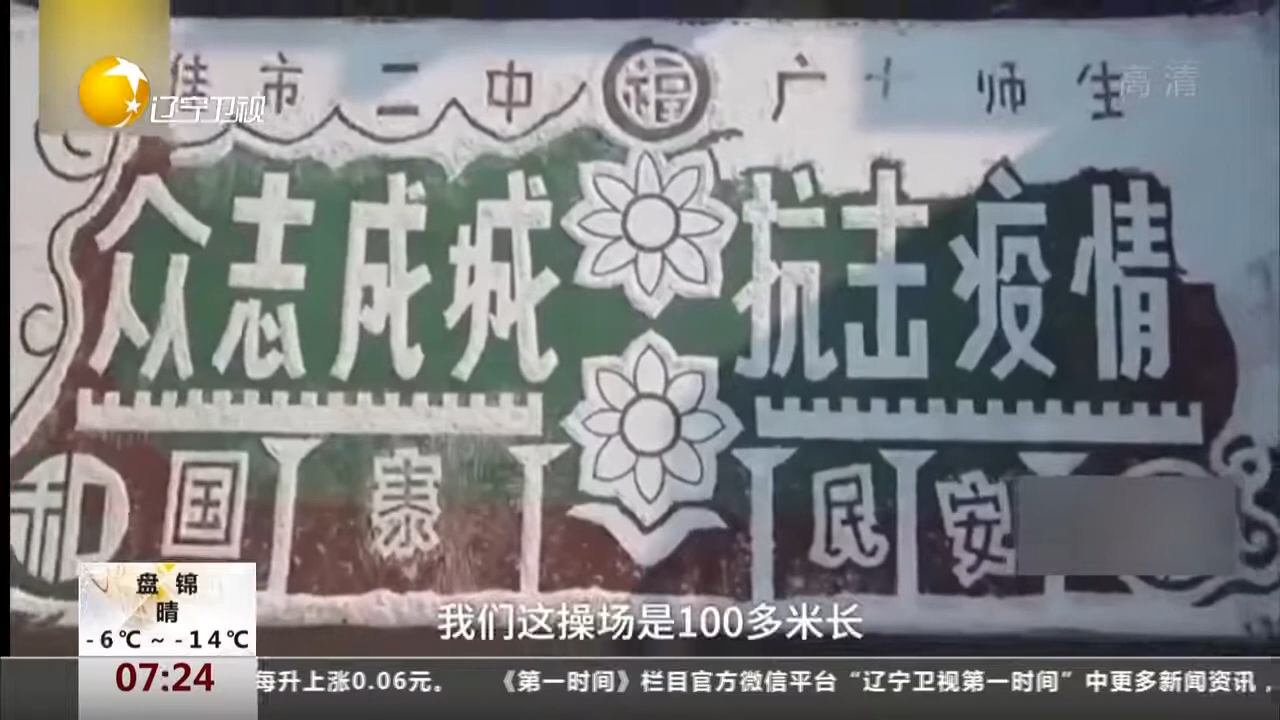 辽宁卫视
高清
佳市二中 福 广大师生
众志成城 抗击疫情
和 国泰 民安
我们这操场是100多米长
盘锦
晴
-6℃~-14℃
07:24
每升上涨0.06元。 《第一时间》栏目官方微信平台“辽宁卫视第一时间”中更多新闻资讯，